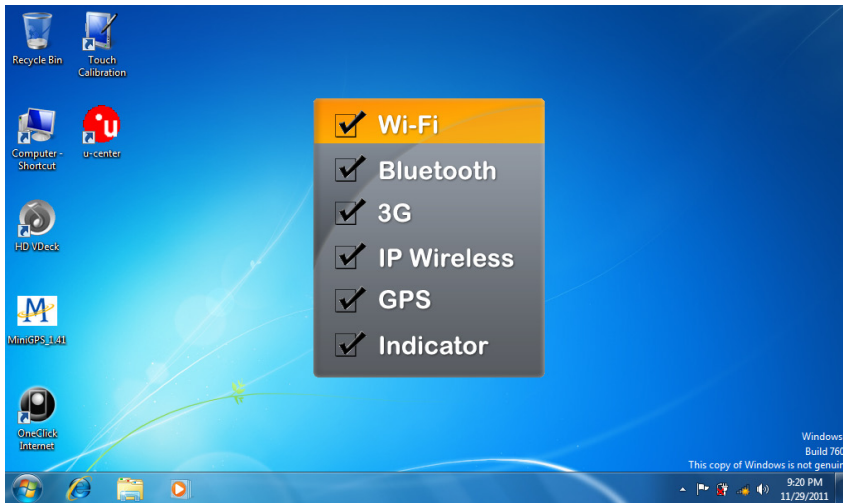 Recycle Bin
Touch
Calibration
Computer -
Shortcut
u-center
HD VDeck
MiniGPS_1.41
OneClick
Internet
Wi-Fi
Bluetooth
3G
IP Wireless
GPS
Indicator
Windows
Build 760
This copy of Windows is not genuin
9:20 PM
11/29/2011